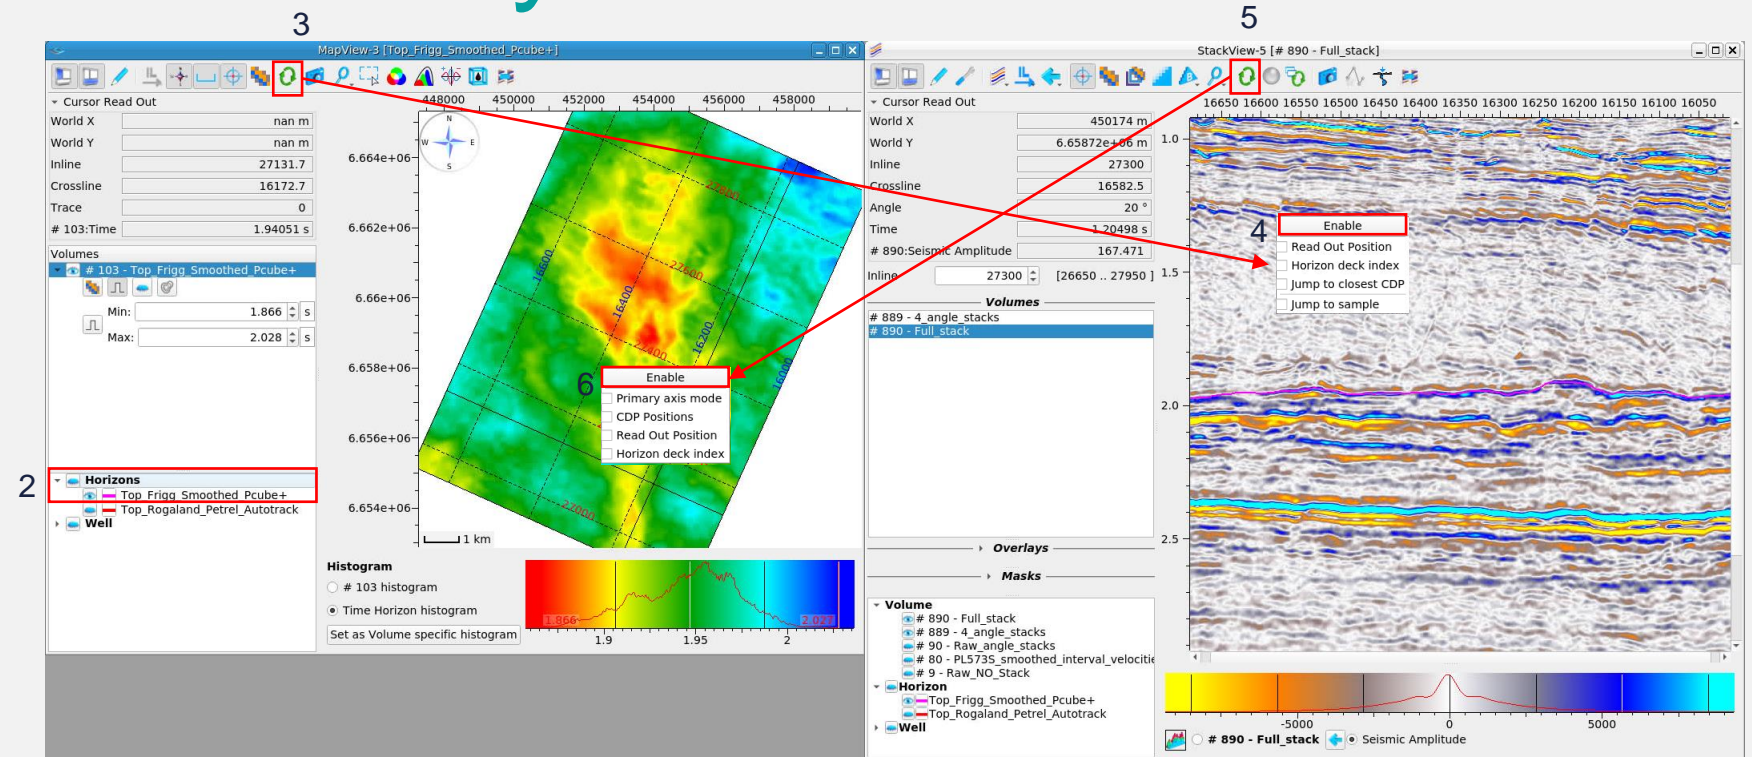 3
5
MapView-3 [Top_Frigg_Smoothed_Pcube+]
Cursor Read Out
World X nan m
World Y nan m
Inline 27131.7
Crossline 16172.7
Trace 0
# 103:Time 1.94051 s
Volumes
# 103 - Top_Frigg_Smoothed_Pcube+
Min: 1.866 s
Max: 2.028 s
2
Horizons
Top_Frigg_Smoothed_Pcube+
Top_Rogaland_Petrel_Autotrack
Well
448000 450000 452000 454000 456000 458000
N
W E
S
6.664e+06
6.662e+06
6.66e+06
6.658e+06
6.656e+06
6.654e+06
27800
16600
27600
16400
16200
27400
16000
27000
1 km
6
Enable
Primary axis mode
CDP Positions
Read Out Position
Horizon deck index
Histogram
# 103 histogram
Time Horizon histogram
Set as Volume specific histogram
1.866 2.027
1.9 1.95 2
StackView-5 [# 890 - Full_stack]
Cursor Read Out
World X 450174 m
World Y 6.65872e+06 m
Inline 27300
Crossline 16582.5
Angle 20 °
Time 1.20498 s
# 890:Seismic Amplitude 167.471
Inline 27300 [26650 .. 27950 ]
Volumes
# 889 - 4_angle_stacks
# 890 - Full_stack
Overlays
Masks
Volume
# 890 - Full_stack
# 889 - 4_angle_stacks
# 90 - Raw_angle_stacks
# 80 - PL573S_smoothed_interval_velocitie
# 9 - Raw_NO_Stack
Horizon
Top_Frigg_Smoothed_Pcube+
Top_Rogaland_Petrel_Autotrack
Well
16650 16600 16550 16500 16450 16400 16350 16300 16250 16200 16150 16100 16050
1.0
1.5
2.0
2.5
4
Enable
Read Out Position
Horizon deck index
Jump to closest CDP
Jump to sample
-5000 0 5000
# 890 - Full_stack Seismic Amplitude